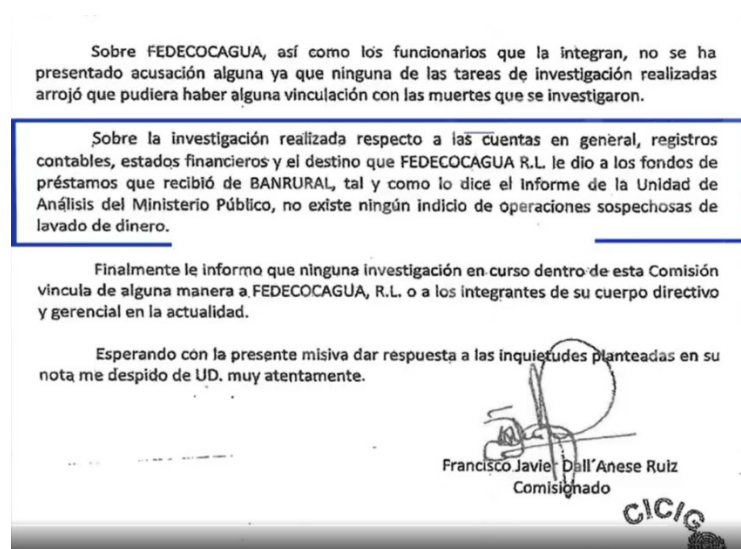 Sobre FEDECOCAGUA, así como los funcionarios que la integran, no se ha
presentado acusación alguna ya que ninguna de las tareas de investigación realizadas
arrojó que pudiera haber alguna vinculación con las muertes que se investigaron.
Sobre la investigación realizada respecto a las cuentas en general, registros
contables, estados financieros y el destino que FEDECOCAGUA R.L. le dio a los fondos de
préstamos que recibió de BANRURAL, tal y como lo dice el Informe de la Unidad de
Análisis del Ministerio Público, no existe ningún indicio de operaciones sospechosas de
lavado de dinero.
Finalmente le informo que ninguna investigación en curso dentro de esta Comisión
vincula de alguna manera a FEDECOCAGUA, R.L. o a los integrantes de su cuerpo directivo
y gerencial en la actualidad.
Esperando con la presente misiva dar respuesta a las inquietudes planteadas en su
nota me despido de UD. muy atentamente.
Francisco Javier Dall´Anese Ruiz
Comisionado
CICIG